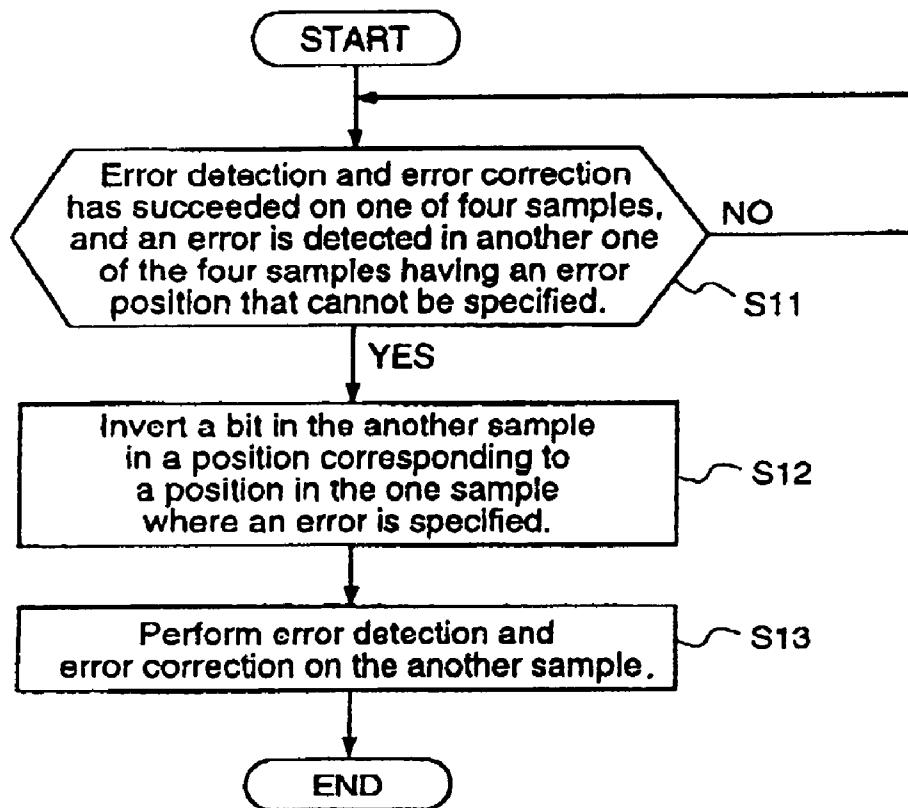 START
Error detection and error correction
has succeeded on one of four samples,
and an error is detected in another one
of the four samples having an error
position that cannot be specified.
NO
S11
YES
Invert a bit in the another sample
in a position corresponding to
a position in the one sample
where an error is specified.
S12
Perform error detection and
error correction on the another sample.
S13
END